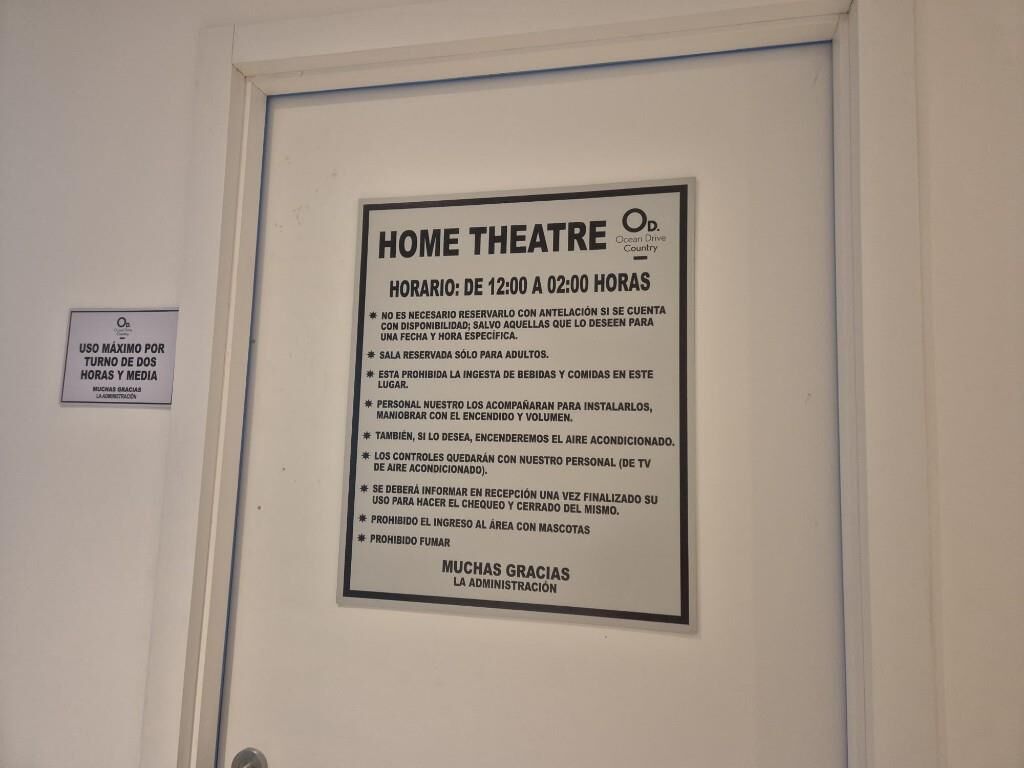 HOME THEATRE
OD.
Ocean Drive
Country
HORARIO: DE 12:00 A 02:00 HORAS
NO ES NECESARIO RESERVARLO CON ANTELACIÓN SI SE CUENTA
CON DISPONIBILIDAD; SALVO AQUELLAS QUE LO DESEEN PARA
UNA FECHA Y HORA ESPECÍFICA.
SALA RESERVADA SÓLO PARA ADULTOS.
ESTA PROHIBIDA LA INGESTA DE BEBIDAS Y COMIDAS EN ESTE
LUGAR.
PERSONAL NUESTRO LOS ACOMPAÑARAN PARA INSTALARLOS,
MANIOBRAR CON EL ENCENDIDO Y VOLUMEN.
TAMBIÉN, SI LO DESEA, ENCENDEREMOS EL AIRE ACONDICIONADO.
LOS CONTROLES QUEDARÁN CON NUESTRO PERSONAL (DE TV
DE AIRE ACONDICIONADO).
SE DEBERÁ INFORMAR EN RECEPCIÓN UNA VEZ FINALIZADO SU
USO PARA HACER EL CHEQUEO Y CERRADO DEL MISMO.
PROHIBIDO EL INGRESO AL ÁREA CON MASCOTAS
PROHIBIDO FUMAR
MUCHAS GRACIAS
LA ADMINISTRACIÓN
OD.
Ocean Drive
Country
USO MÁXIMO POR
TURNO DE DOS
HORAS Y MEDIA
MUCHAS GRACIAS
LA ADMINISTRACIÓN